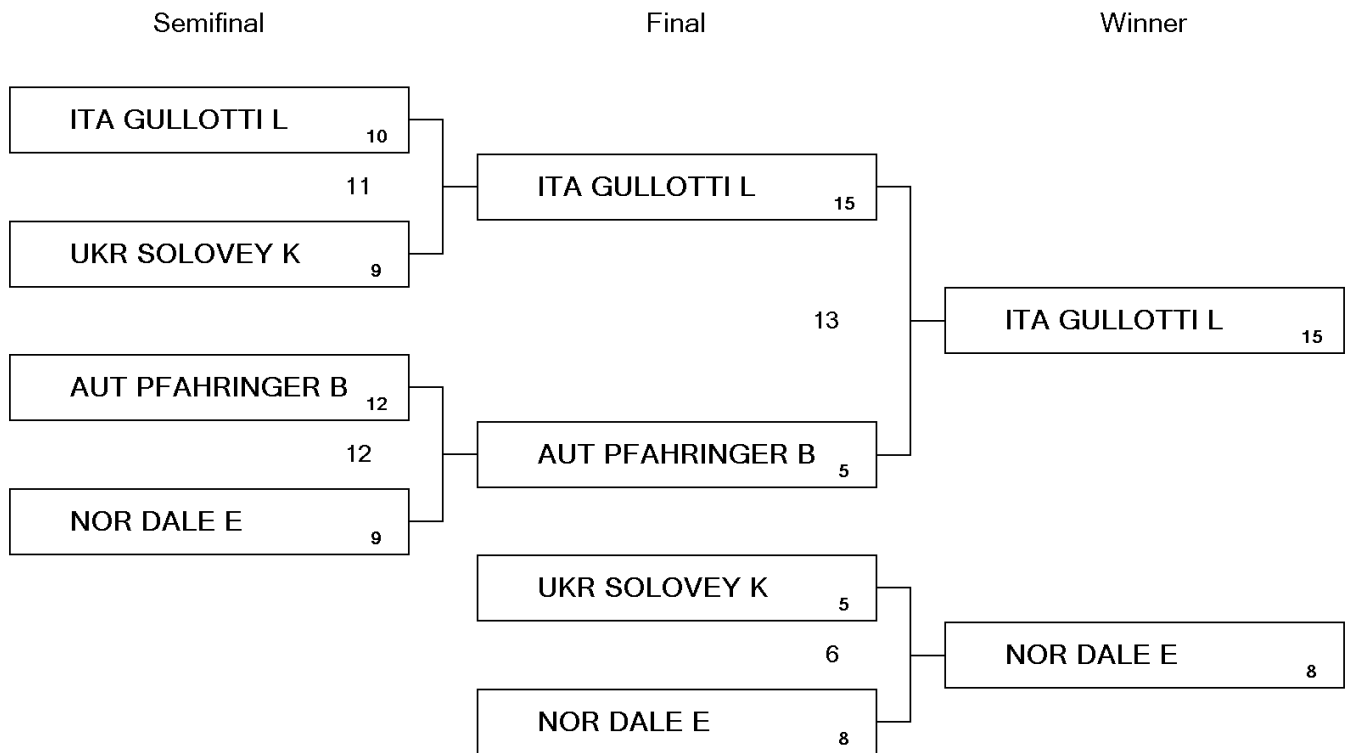 Semifinal Final Winner
ITA GULLOTTI L 10
11
UKR SOLOVEY K 9
ITA GULLOTTI L 15
13
ITA GULLOTTI L 15
AUT PFAHRINGER B 12
12
NOR DALE E 9
AUT PFAHRINGER B 5
UKR SOLOVEY K 5
6
NOR DALE E 8
NOR DALE E 8